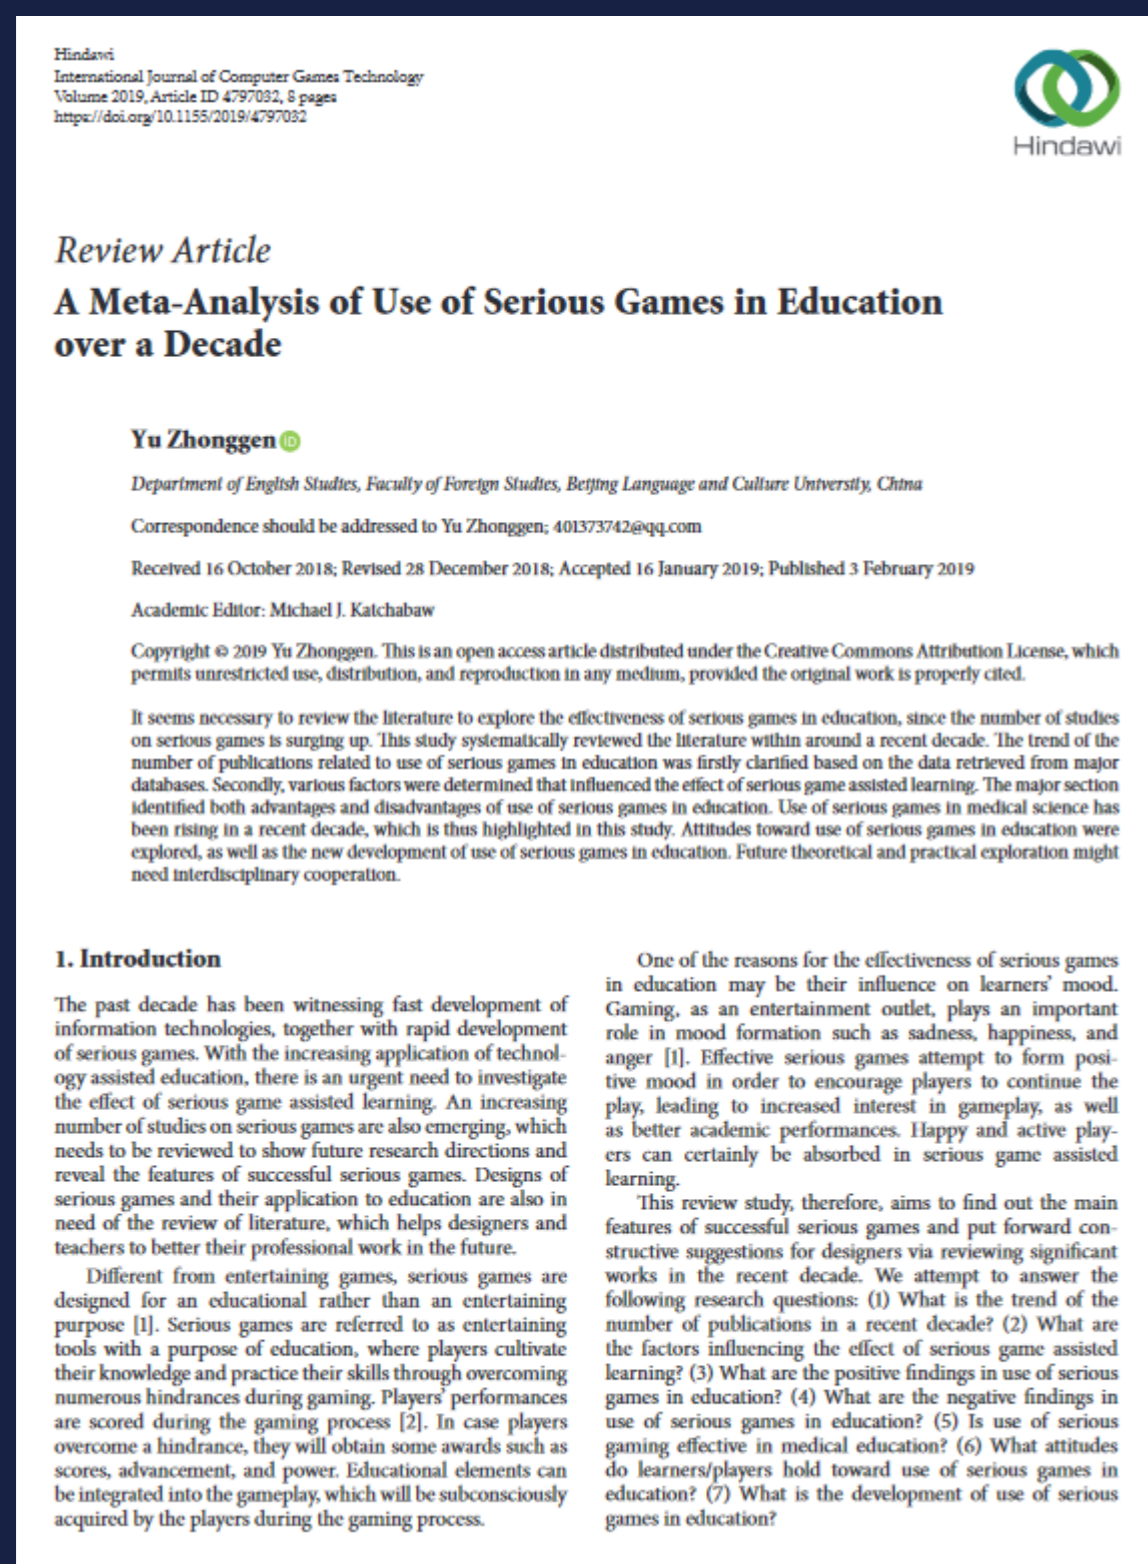 Hindawi
International Journal of Computer Games Technology
Volume 2019, Article ID 4797032, 8 pages
https://doi.org/10.1155/2019/4797032
Hindawi
Review Article
A Meta-Analysis of Use of Serious Games in Education
over a Decade
Yu Zhonggen iD
Department of English Studies, Faculty of Foreign Studies, Beijing Language and Culture University, China
Correspondence should be addressed to Yu Zhonggen; 401373742@qq.com
Received 16 October 2018; Revised 28 December 2018; Accepted 16 January 2019; Published 3 February 2019
Academic Editor: Michael J. Katchabaw
Copyright © 2019 Yu Zhonggen. This is an open access article distributed under the Creative Commons Attribution License, which
permits unrestricted use, distribution, and reproduction in any medium, provided the original work is properly cited.
It seems necessary to review the literature to explore the effectiveness of serious games in education, since the number of studies
on serious games is surging up. This study systematically reviewed the literature within around a recent decade. The trend of the
number of publications related to use of serious games in education was firstly clarified based on the data retrieved from major
databases. Secondly, various factors were determined that influenced the effect of serious game assisted learning. The major section
identified both advantages and disadvantages of use of serious games in education. Use of serious games in medical science has
been rising in a recent decade, which is thus highlighted in this study. Attitudes toward use of serious games in education were
explored, as well as the new development of use of serious games in education. Future theoretical and practical exploration might
need interdisciplinary cooperation.
1. Introduction
The past decade has been witnessing fast development of
information technologies, together with rapid development
of serious games. With the increasing application of technol-
ogy assisted education, there is an urgent need to investigate
the effect of serious game assisted learning. An increasing
number of studies on serious games are also emerging, which
needs to be reviewed to show future research directions and
reveal the features of successful serious games. Designs of
serious games and their application to education are also in
need of the review of literature, which helps designers and
teachers to better their professional work in the future.
Different from entertaining games, serious games are
designed for an educational rather than an entertaining
purpose [1]. Serious games are referred to as entertaining
tools with a purpose of education, where players cultivate
their knowledge and practice their skills through overcoming
numerous hindrances during gaming. Players' performances
are scored during the gaming process [2]. In case players
overcome a hindrance, they will obtain some awards such as
scores, advancement, and power. Educational elements can
be integrated into the gameplay, which will be subconsciously
acquired by the players during the gaming process.
One of the reasons for the effectiveness of serious games
in education may be their influence on learners' mood.
Gaming, as an entertainment outlet, plays an important
role in mood formation such as sadness, happiness, and
anger [1]. Effective serious games attempt to form posi-
tive mood in order to encourage players to continue the
play, leading to increased interest in gameplay, as well
as better academic performances. Happy and active play-
ers can certainly be absorbed in serious game assisted
learning.
This review study, therefore, aims to find out the main
features of successful serious games and put forward con-
structive suggestions for designers via reviewing significant
works in the recent decade. We attempt to answer the
following research questions: (1) What is the trend of the
number of publications in a recent decade? (2) What are
the factors influencing the effect of serious game assisted
learning? (3) What are the positive findings in use of serious
games in education? (4) What are the negative findings in
use of serious games in education? (5) Is use of serious
gaming effective in medical education? (6) What attitudes
do learners/players hold toward use of serious games in
education? (7) What is the development of use of serious
games in education?